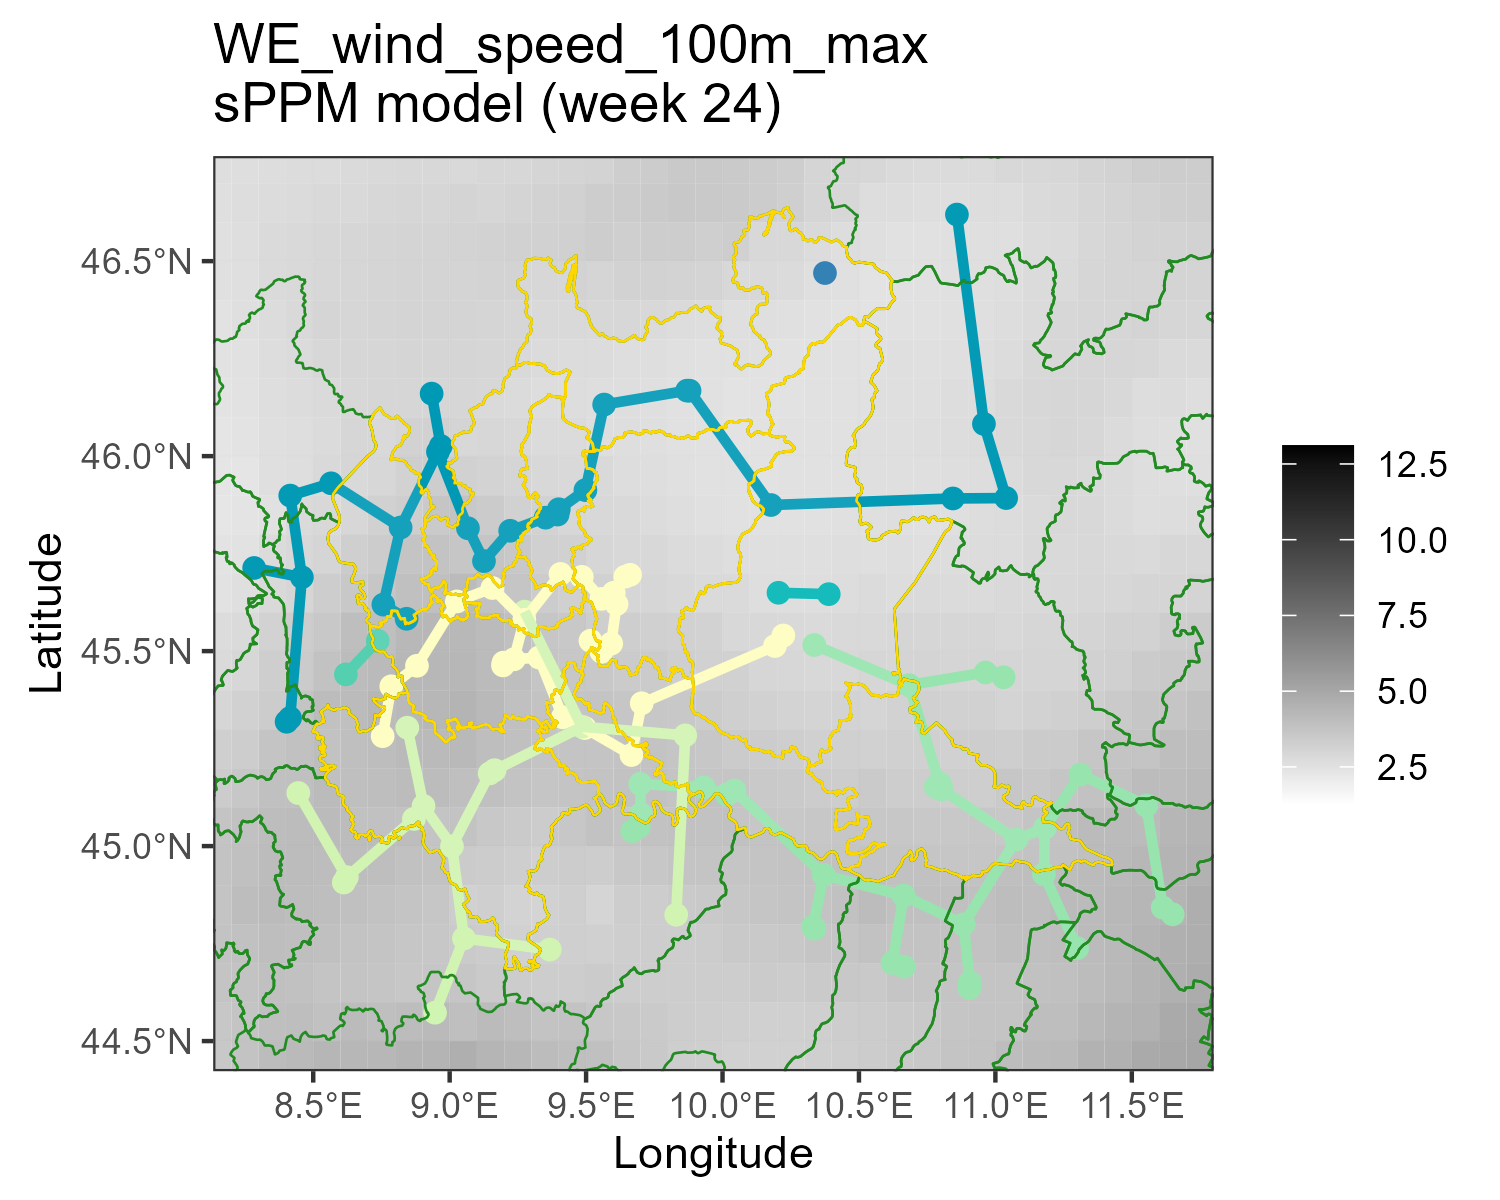 WE_wind_speed_100m_max
sPPM model (week 24)
46.5°N
46.0°N
45.5°N
45.0°N
44.5°N
Latitude
8.5°E 9.0°E 9.5°E 10.0°E 10.5°E 11.0°E 11.5°E
Longitude
12.5
10.0
7.5
5.0
2.5